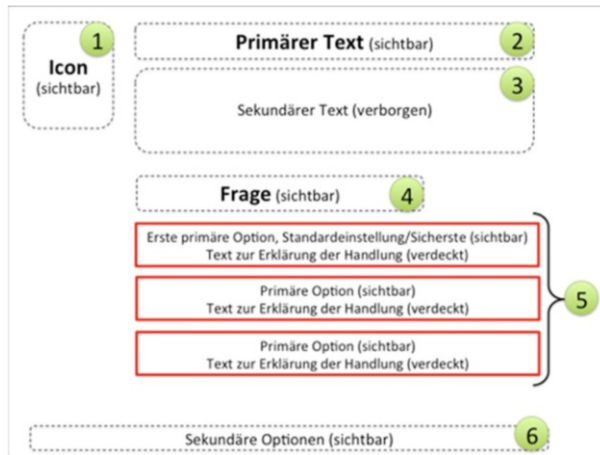 1
Icon
(sichtbar)
Primärer Text (sichtbar)
2
3
Sekundärer Text (verborgen)
Frage (sichtbar)
4
Erste primäre Option, Standardeinstellung/Sicherste (sichtbar)
Text zur Erklärung der Handlung (verdeckt)
Primäre Option (sichtbar)
Text zur Erklärung der Handlung (verdeckt)
5
Primäre Option (sichtbar)
Text zur Erklärung der Handlung (verdeckt)
Sekundäre Optionen (sichtbar)
6